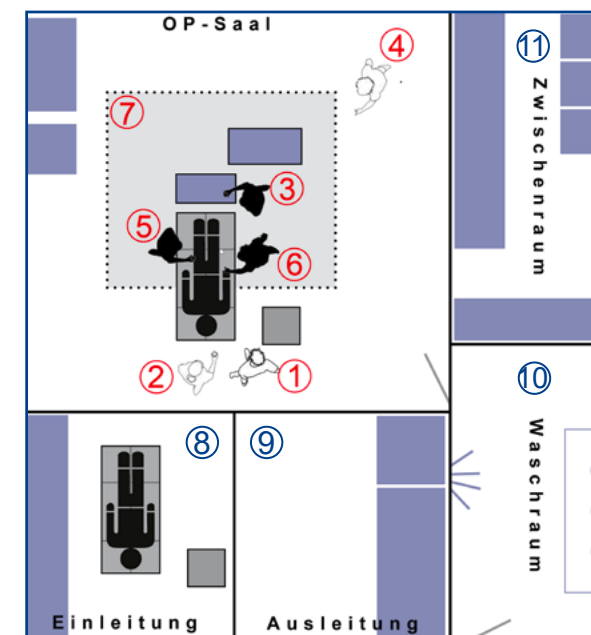 OP-Saal
4
11
7
Zwischenraum
3
5
6
2
1
10
8
9
Waschraum
Einleitung
Ausleitung